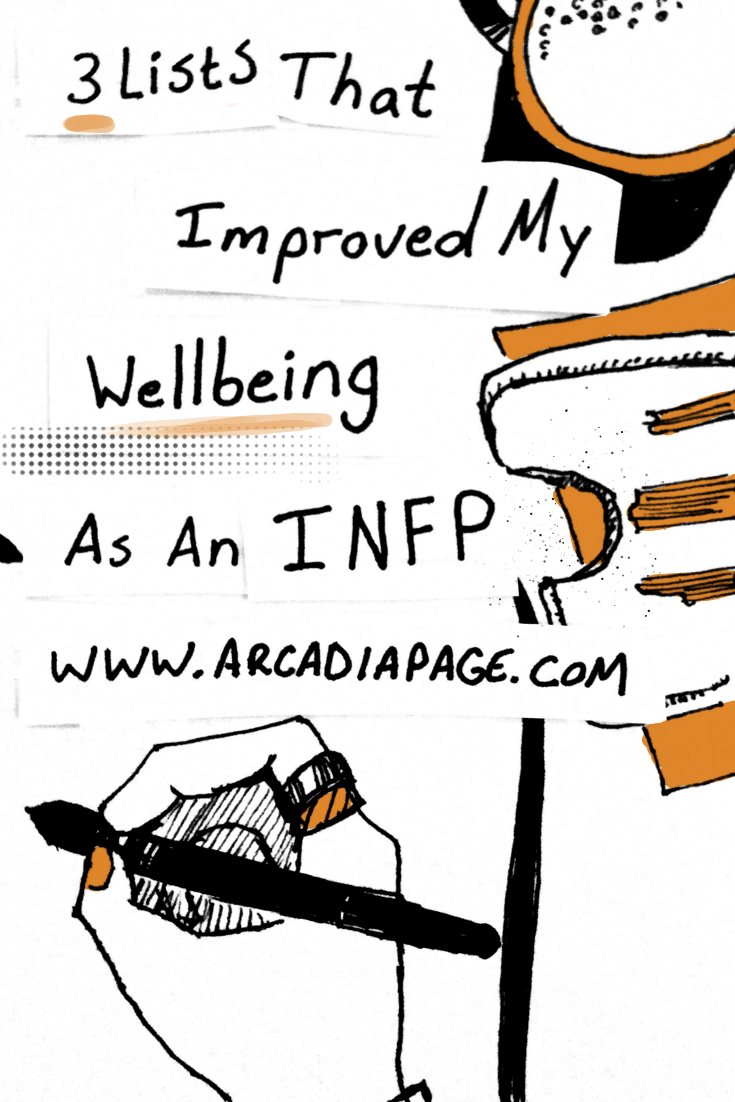 3 Lists That
Improved My
Wellbeing
As An INFP
WWW.ARCADIAPAGE.COM